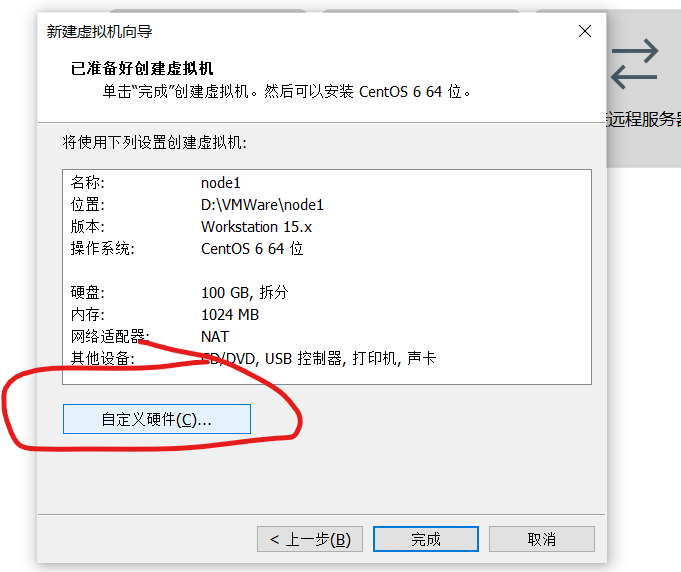 新建虚拟机向导
已准备好创建虚拟机
单击“完成”创建虚拟机。然后可以安装 CentOS 6 64 位。
远程服务器
将使用下列设置创建虚拟机:
名称: node1
位置: D:\VMWare\node1
版本: Workstation 15.x
操作系统: CentOS 6 64 位
硬盘: 100 GB, 拆分
内存: 1024 MB
网络适配器: NAT
其他设备: CD/DVD, USB 控制器, 打印机, 声卡
自定义硬件(C)...
< 上一步(B) 完成 取消